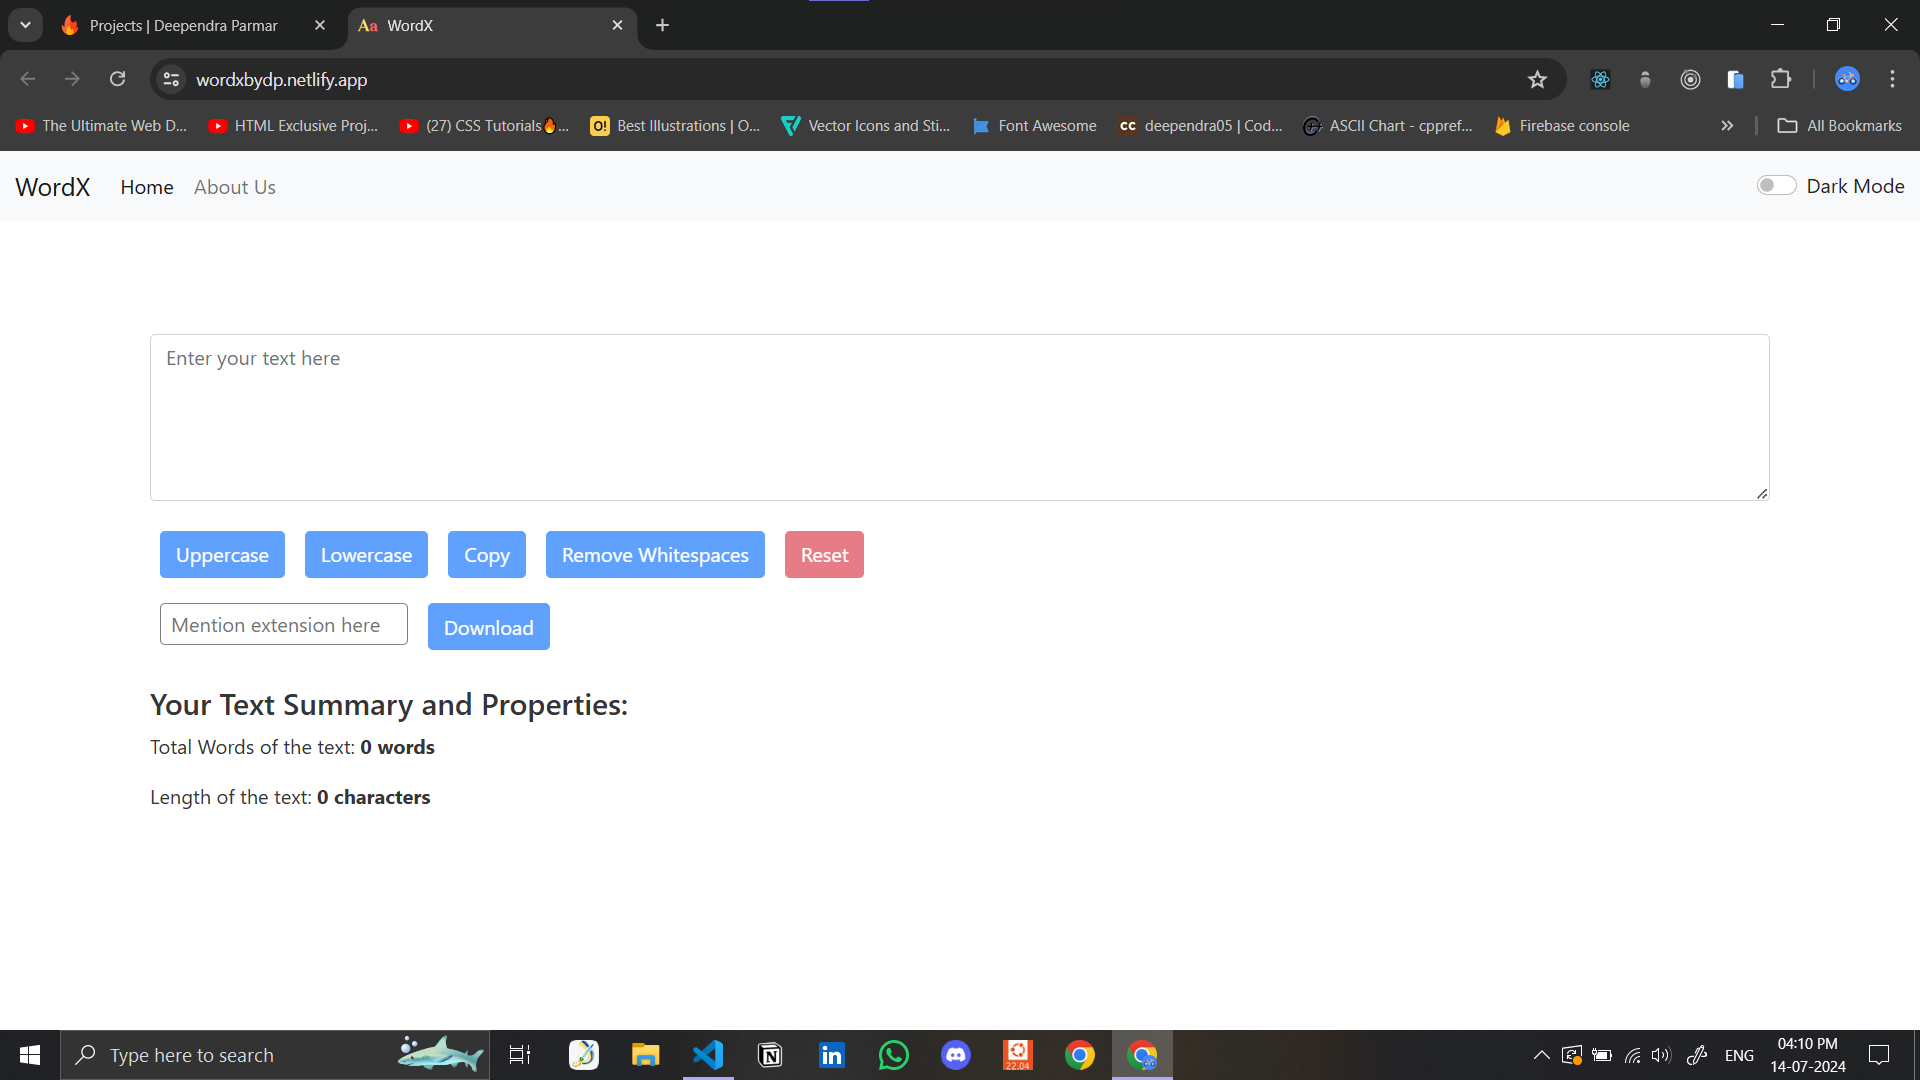 Projects | Deependra Parmar
Aa WordX
wordxbydp.netlify.app
The Ultimate Web D...
HTML Exclusive Proj...
(27) CSS Tutorials🔥...
O! Best Illustrations | O...
Vector Icons and Sti...
Font Awesome
cc deependra05 | Cod...
ASCII Chart - cppref...
Firebase console
All Bookmarks
WordX Home About Us
Dark Mode
Enter your text here
Uppercase Lowercase Copy Remove Whitespaces Reset
Mention extension here Download
Your Text Summary and Properties:
Total Words of the text: 0 words
Length of the text: 0 characters
Type here to search
22.04
ENG
04:10 PM
14-07-2024